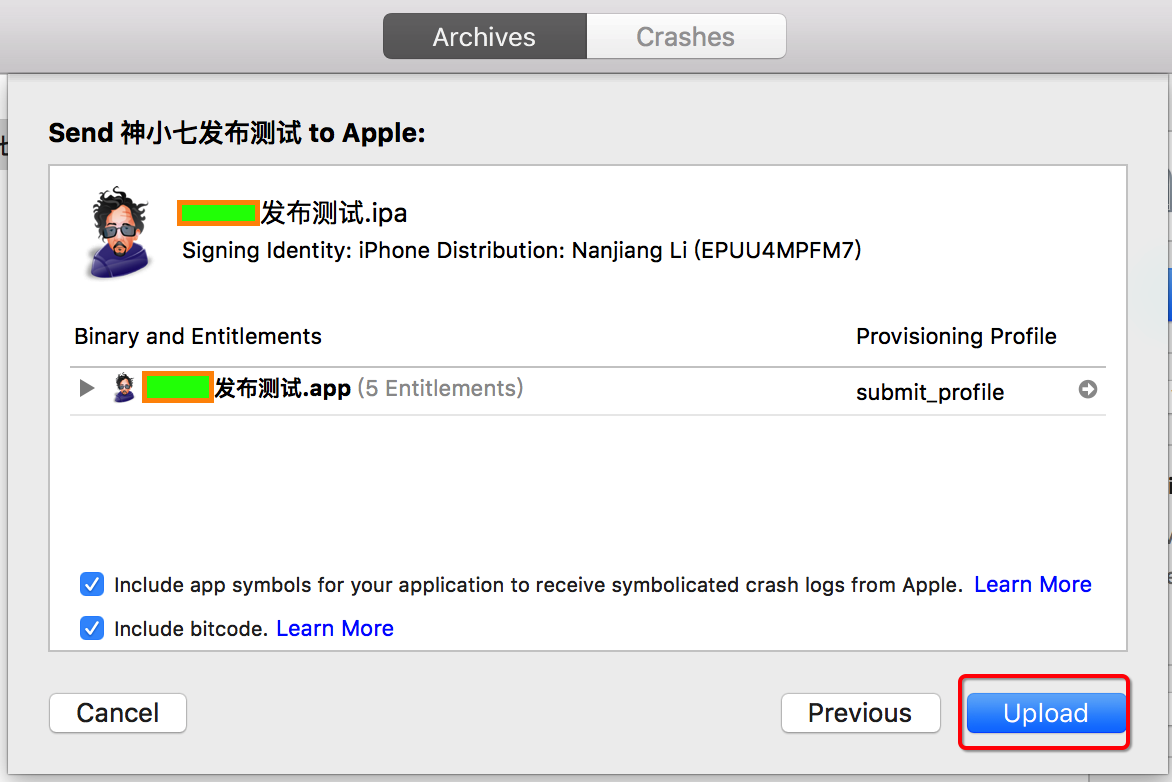 Archives
Crashes
Send 神小七发布测试 to Apple:
发布测试.ipa
Signing Identity: iPhone Distribution: Nanjiang Li (EPUU4MPFM7)
Binary and Entitlements
Provisioning Profile
发布测试.app (5 Entitlements)
submit_profile
Include app symbols for your application to receive symbolicated crash logs from Apple. Learn More
Include bitcode. Learn More
Cancel
Previous
Upload